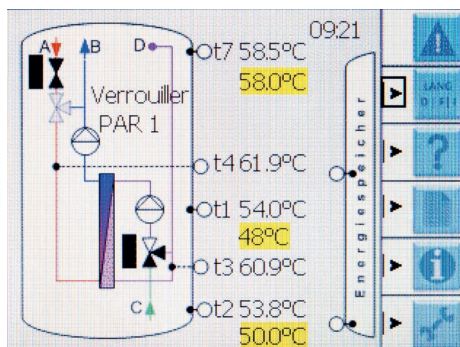 09:21
A B D
t7 58.5°C
58.0°C
Verrouiller
PAR 1
t4 61.9°C
t1 54.0°C
48°C
t3 60.9°C
C
t2 53.8°C
50.0°C
Energiespeicher
LANG
D F I
?
i